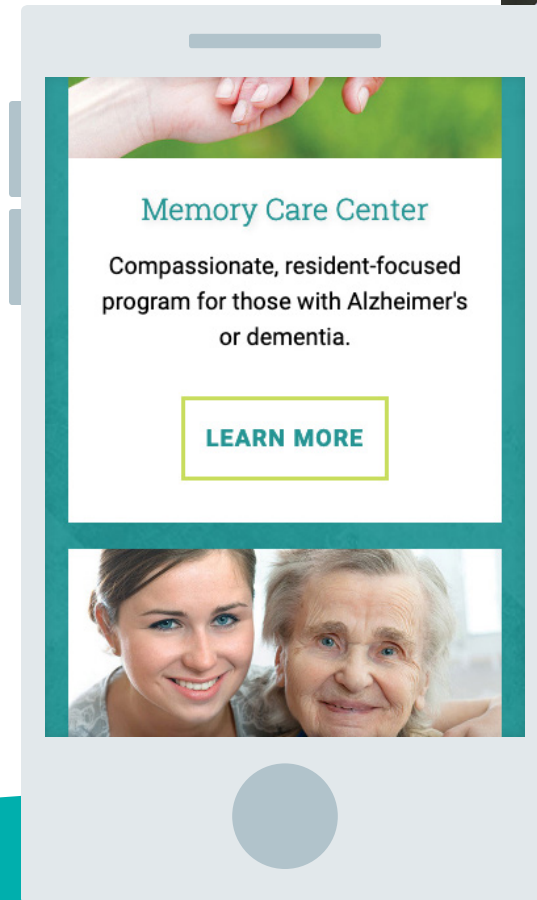 Memory Care Center
Compassionate, resident-focused
program for those with Alzheimer's
or dementia.
LEARN MORE